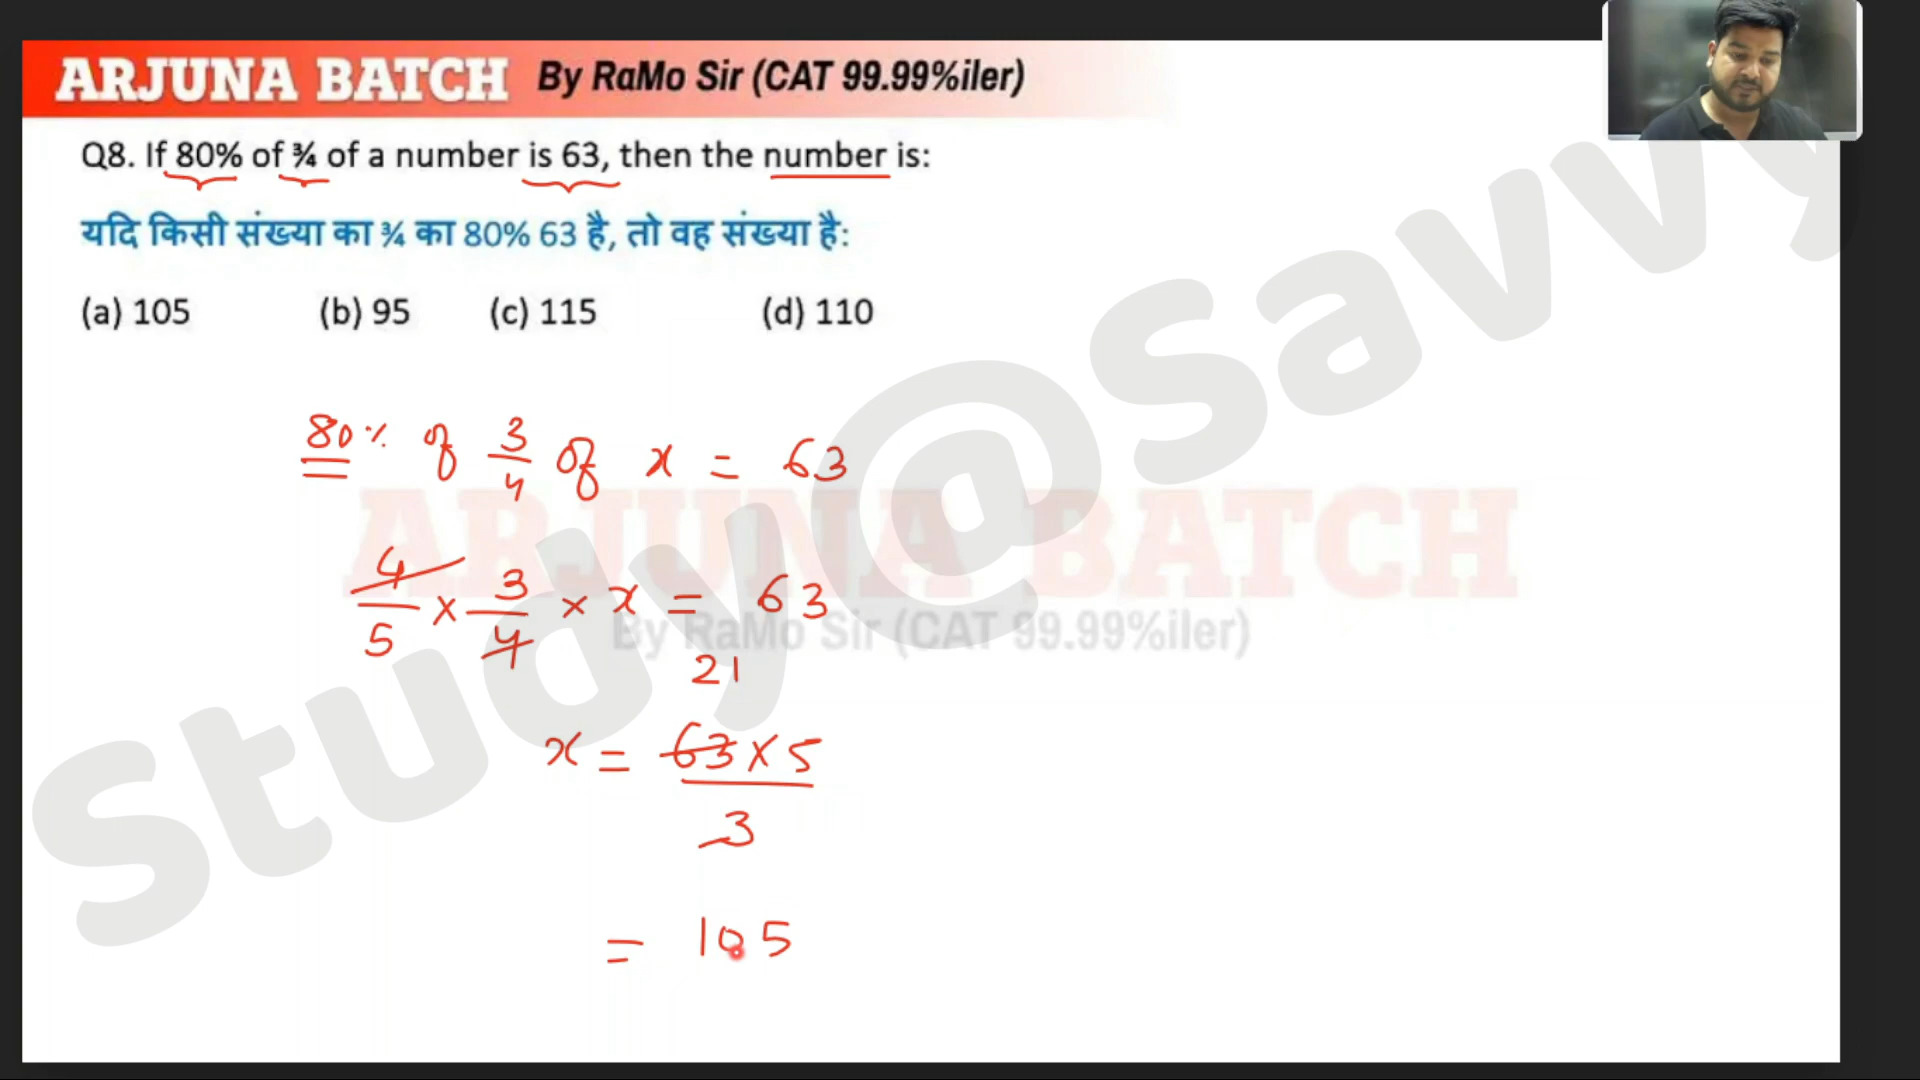 ARJUNA BATCH By RaMo Sir (CAT 99.99%iler)
Q8. If 80% of ¾ of a number is 63, then the number is:
यदि किसी संख्या का ¾ का 80% 63 है, तो वह संख्या है:
(a) 105 (b) 95 (c) 115 (d) 110
80% of 3/4 of x = 63
4/5 × 3/4 × x = 63
21
x = 63 × 5 / 3
= 105
ARJUNA BATCH
By RaMo Sir (CAT 99.99%iler)
Study@Savvy